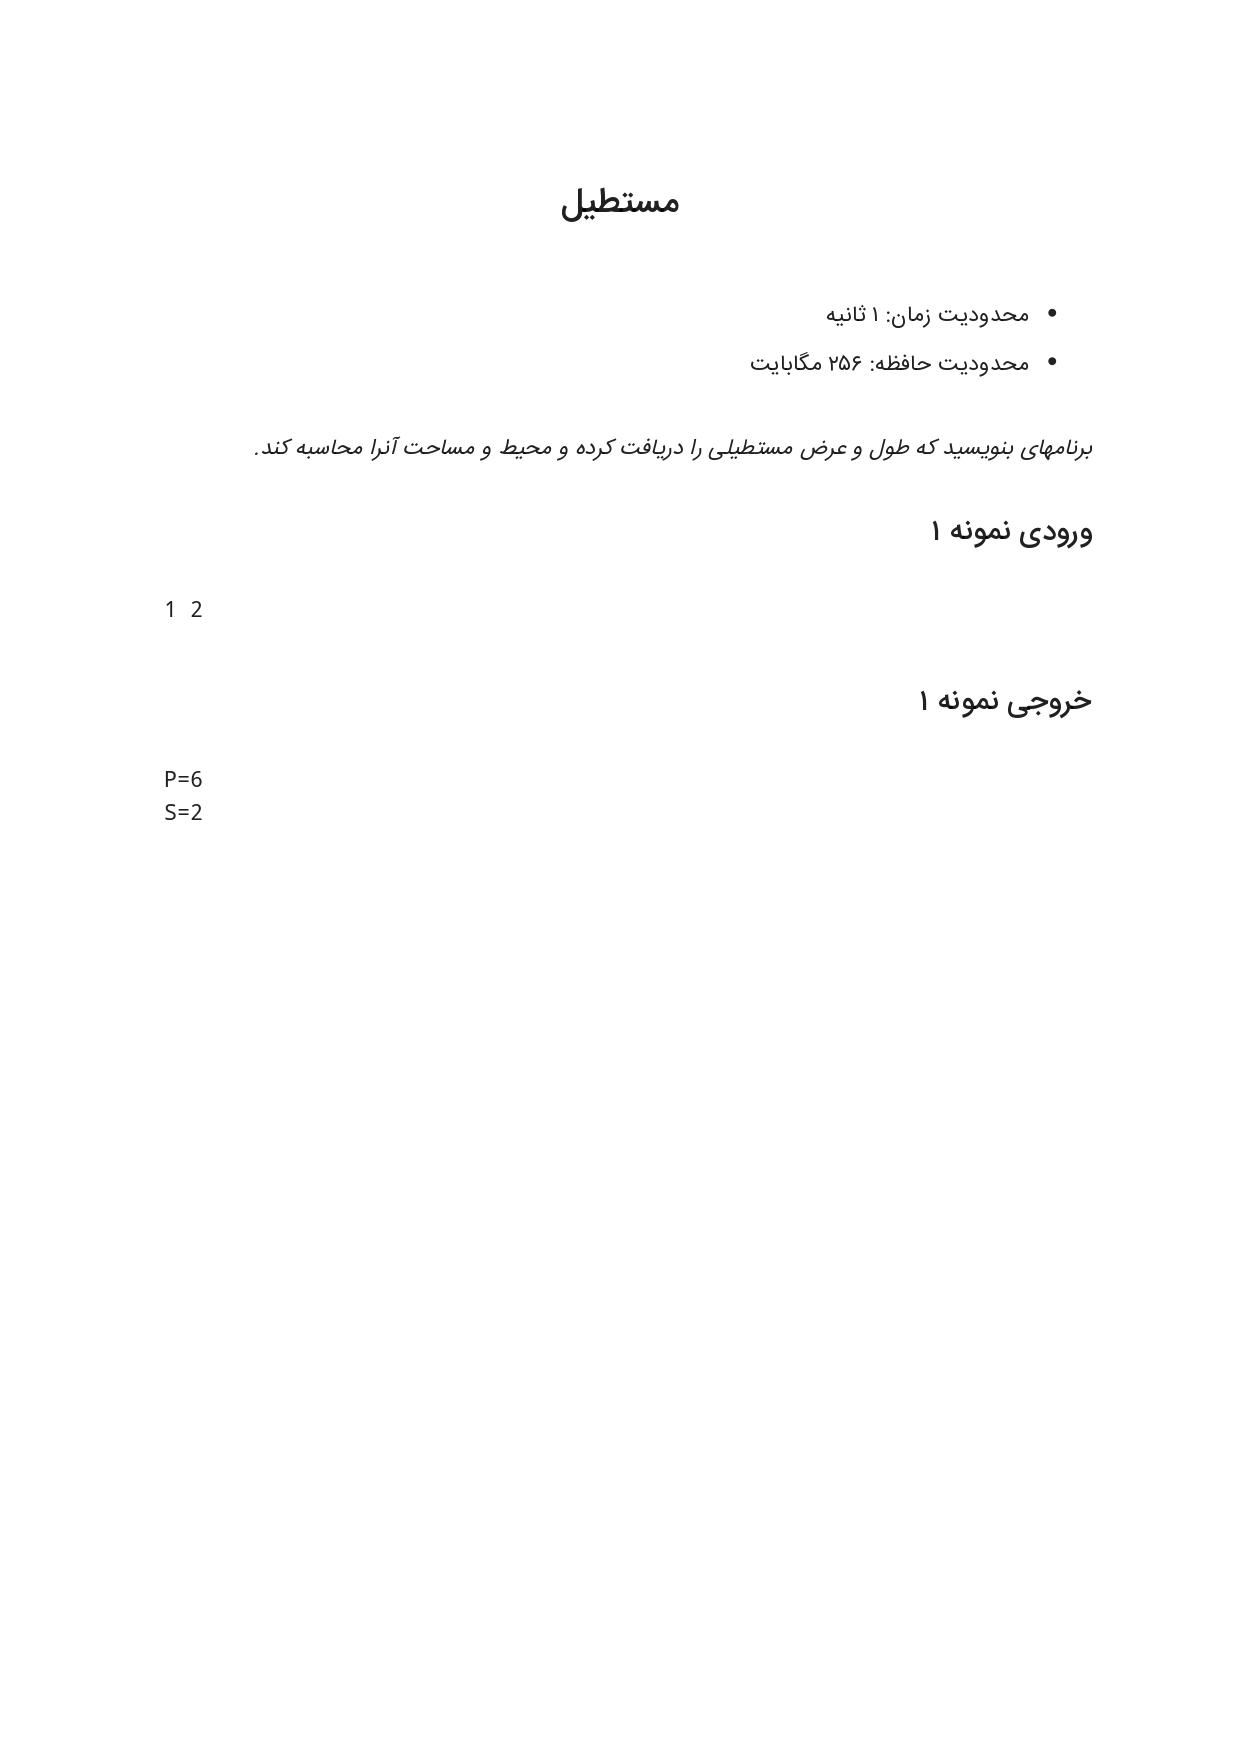 مستطیل
محدودیت زمان: ۱ ثانیه
محدودیت حافظه: ۲۵۶ مگابایت
برنامهای بنویسید که طول و عرض مستطیلی را دریافت کرده و محیط و مساحت آنرا محاسبه کند.
ورودی نمونه ۱
1 2
خروجی نمونه ۱
P=6
S=2